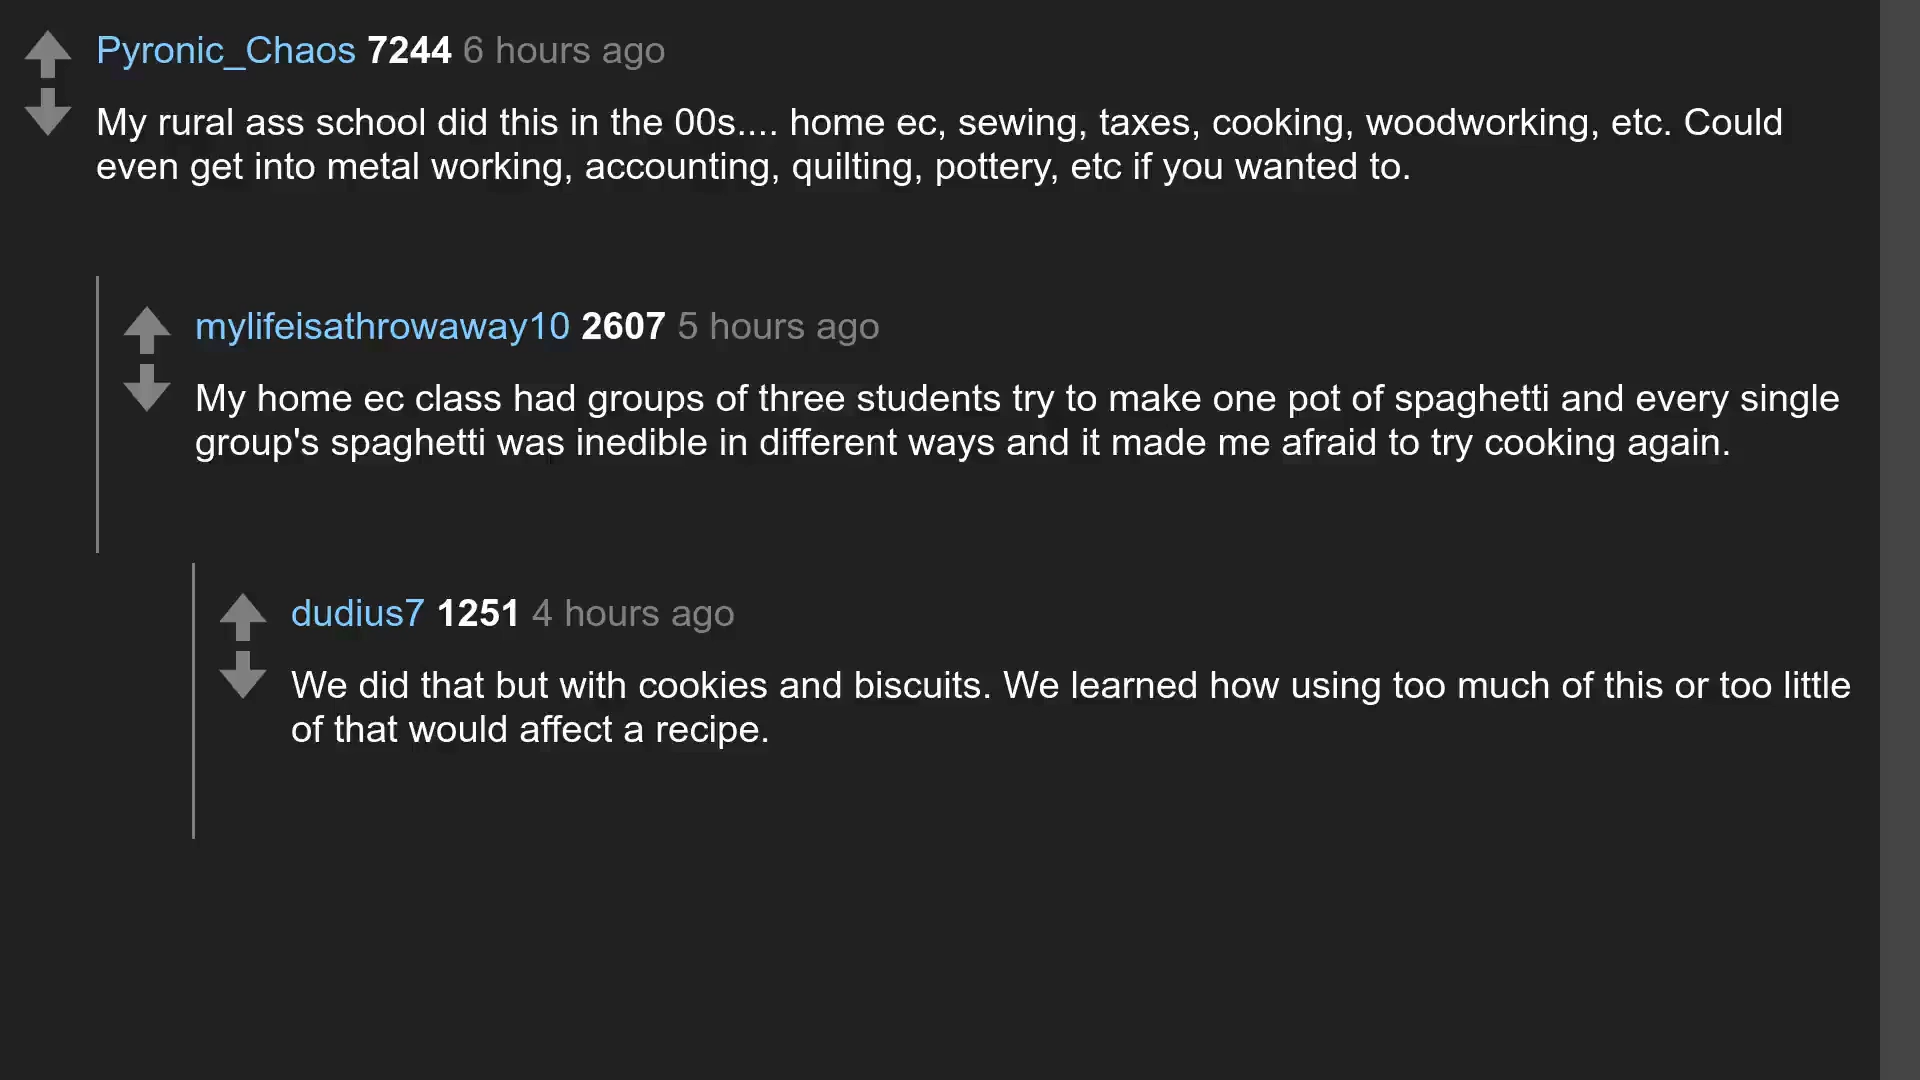 Pyronic_Chaos 7244 6 hours ago
My rural ass school did this in the 00s.... home ec, sewing, taxes, cooking, woodworking, etc. Could
even get into metal working, accounting, quilting, pottery, etc if you wanted to.
mylifeisathrowaway10 2607 5 hours ago
My home ec class had groups of three students try to make one pot of spaghetti and every single
group's spaghetti was inedible in different ways and it made me afraid to try cooking again.
dudius7 1251 4 hours ago
We did that but with cookies and biscuits. We learned how using too much of this or too little
of that would affect a recipe.